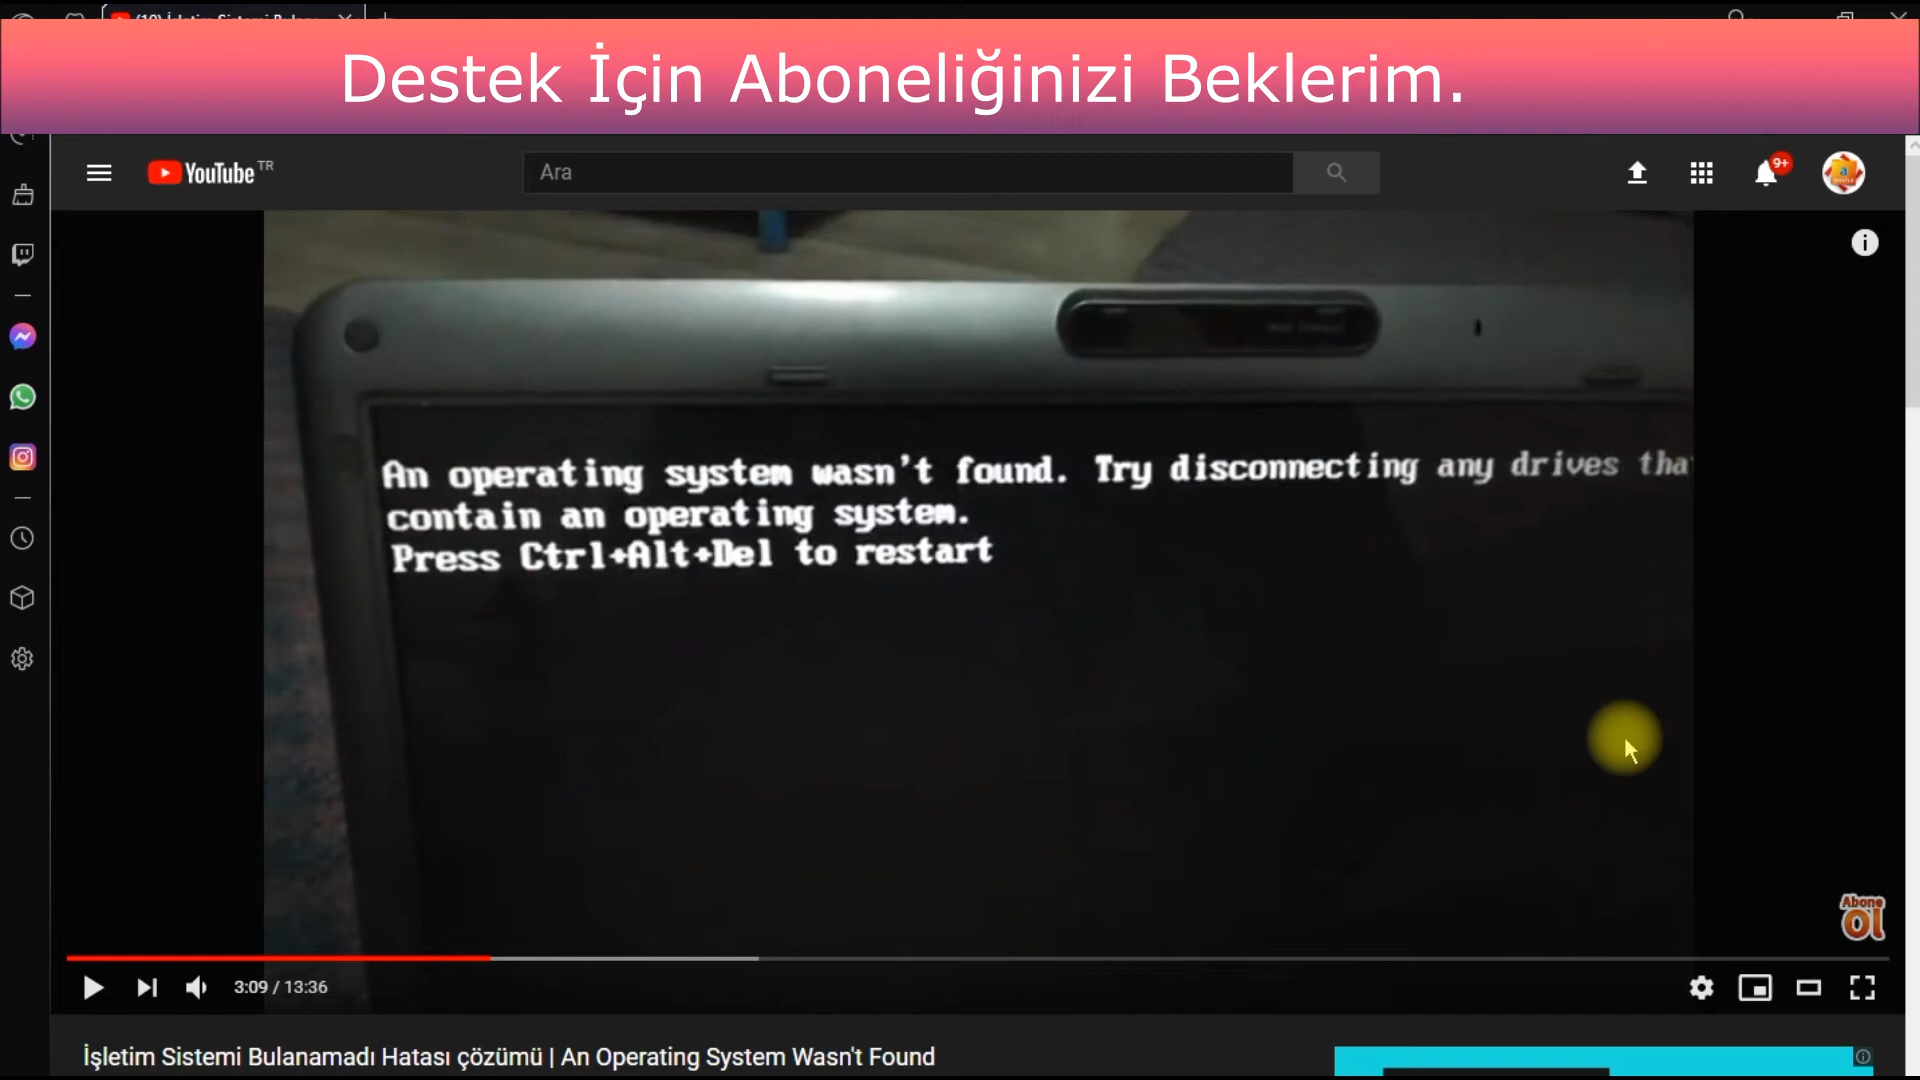 Destek İçin Aboneliğinizi Beklerim.
YouTube TR
Ara
9+
An operating system wasn't found. Try disconnecting any drives tha
contain an operating system.
Press Ctrl+Alt+Del to restart
Abone
Ol
3:09 / 13:36
İşletim Sistemi Bulanamadı Hatası çözümü | An Operating System Wasn't Found